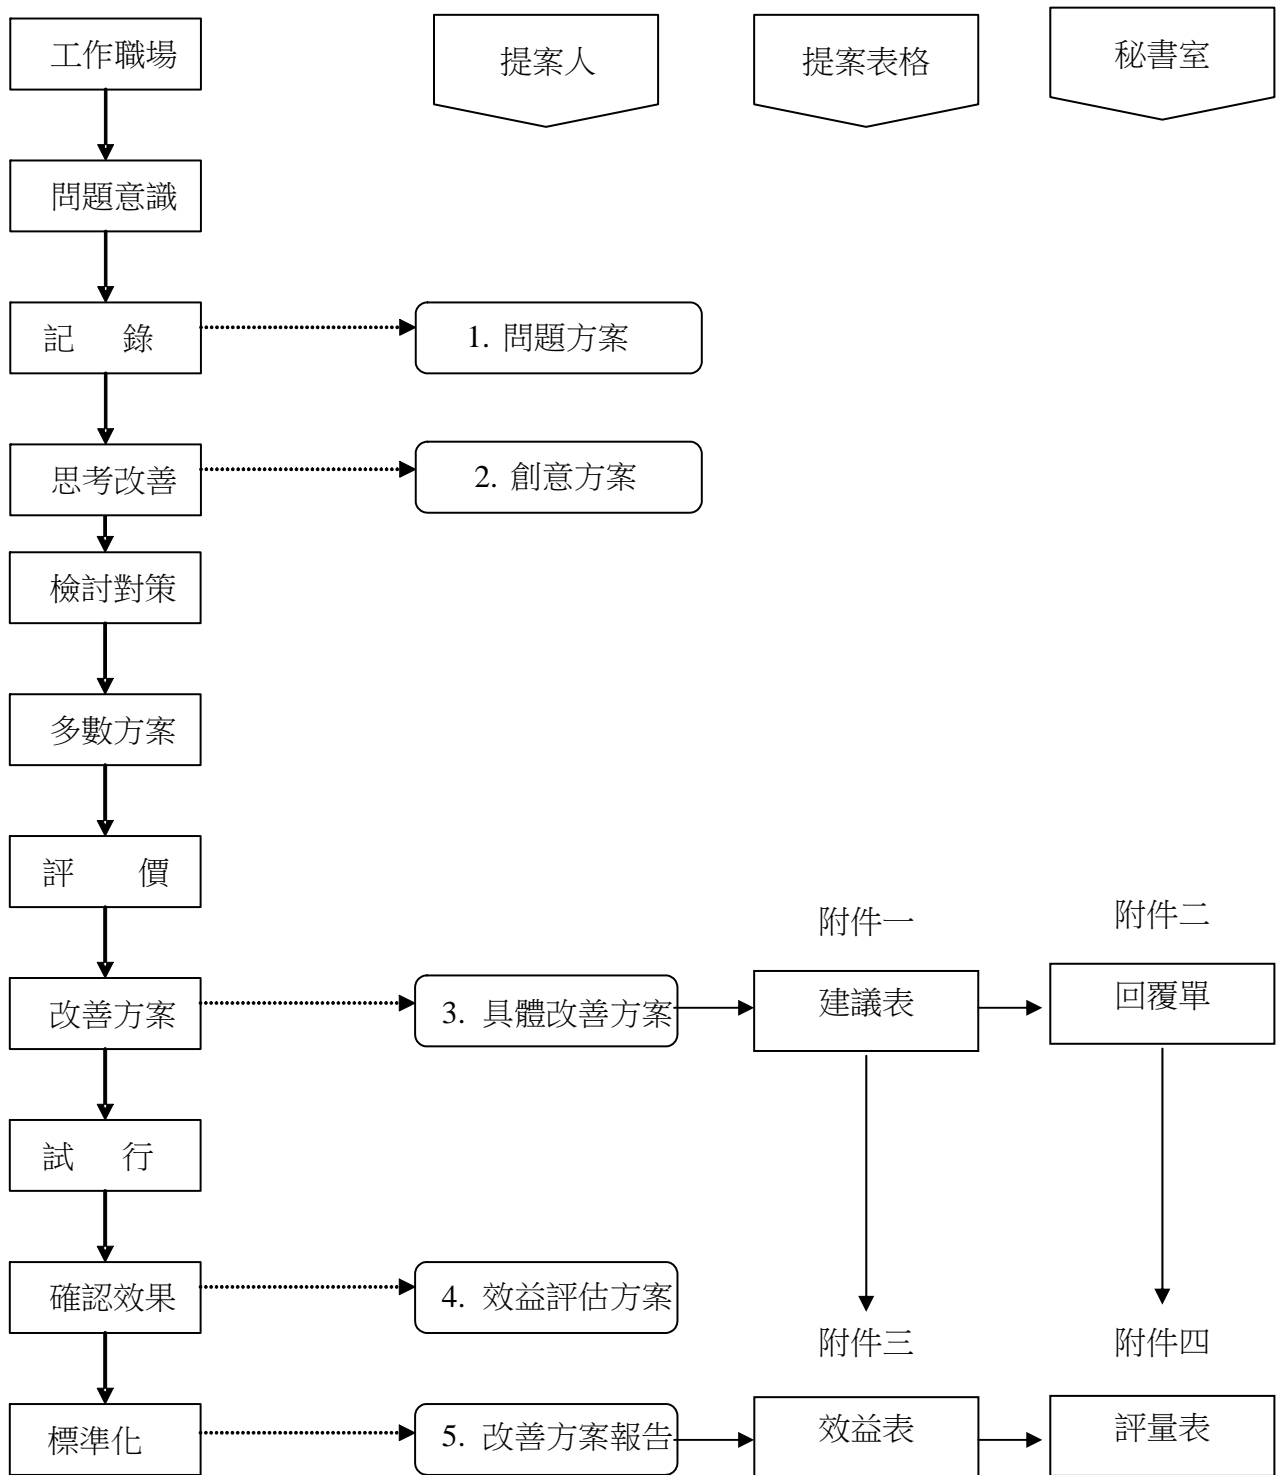 工作職場
提案人
提案表格
秘書室
問題意識
記 錄
1. 問題方案
思考改善
2. 創意方案
檢討對策
多數方案
評 價
附件一
附件二
改善方案
3. 具體改善方案
建議表
回覆單
試 行
確認效果
4. 效益評估方案
附件三
附件四
標準化
5. 改善方案報告
效益表
評量表